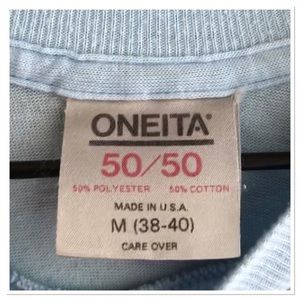 ONEITA
50/50
50% POLYESTER 50% COTTON
MADE IN U.S.A.
M (38-40)
CARE OVER